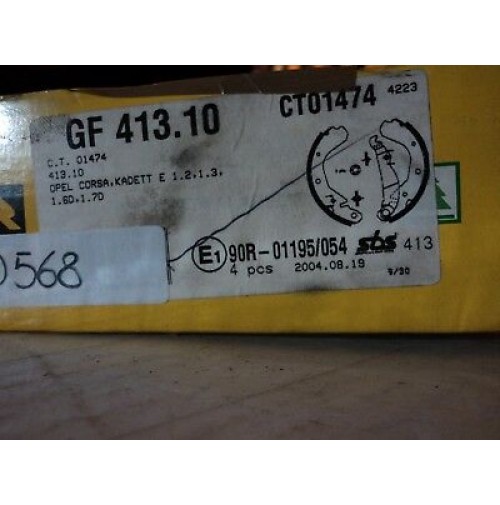 GF 413.10
CT01474 4223
C.T. 01474
413.10
OPEL CORSA,KADETT E 1.2,1.3,
1.6D,1.7D
E1 90R-01195/054 sbs 413
4 pcs 2004.08.19
R
568